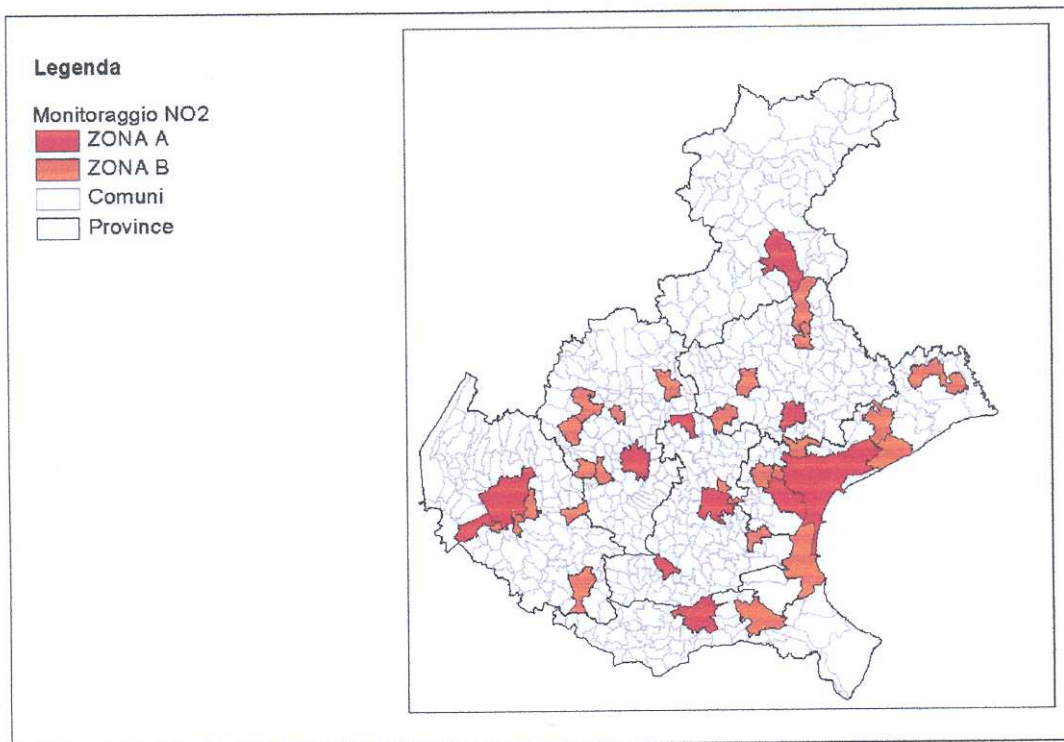 Legenda
Monitoraggio NO2
ZONA A
ZONA B
Comuni
Province